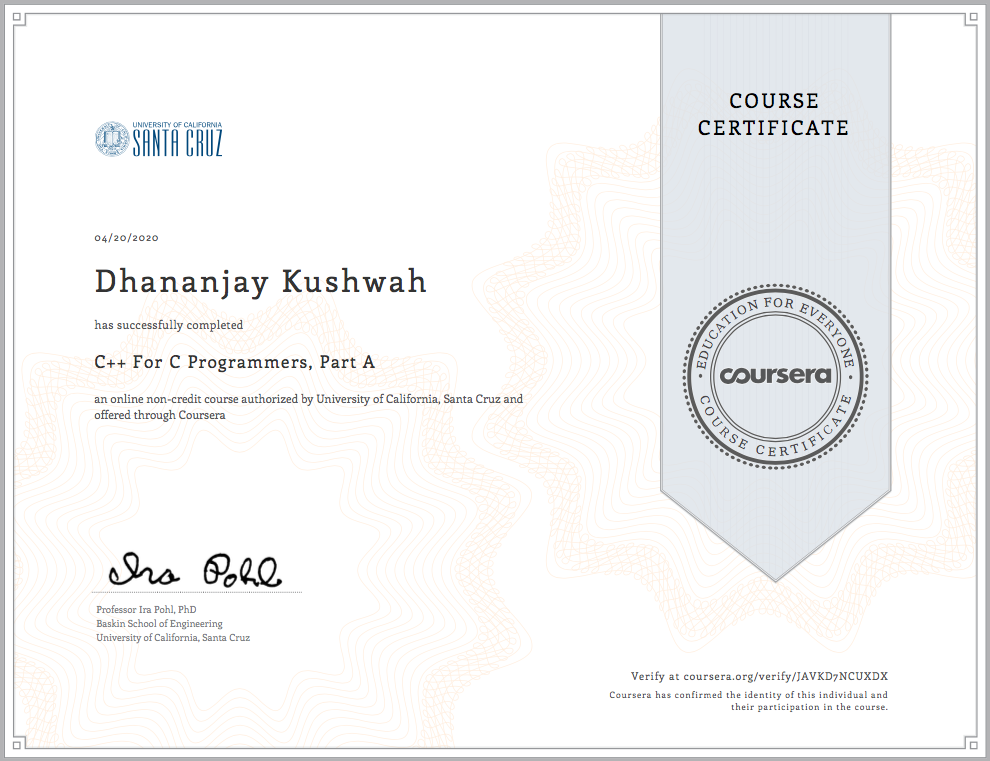 COURSE
CERTIFICATE
UNIVERSITY OF CALIFORNIA
SANTA CRUZ
04/20/2020
Dhananjay Kushwah
has successfully completed
C++ For C Programmers, Part A
an online non-credit course authorized by University of California, Santa Cruz and
offered through Coursera
EDUCATION FOR EVERYONE
coursera
COURSE CERTIFICATE
Ira Pohl
Professor Ira Pohl, PhD
Baskin School of Engineering
University of California, Santa Cruz
Verify at coursera.org/verify/JAVKD7NCUXDX
Coursera has confirmed the identity of this individual and
their participation in the course.